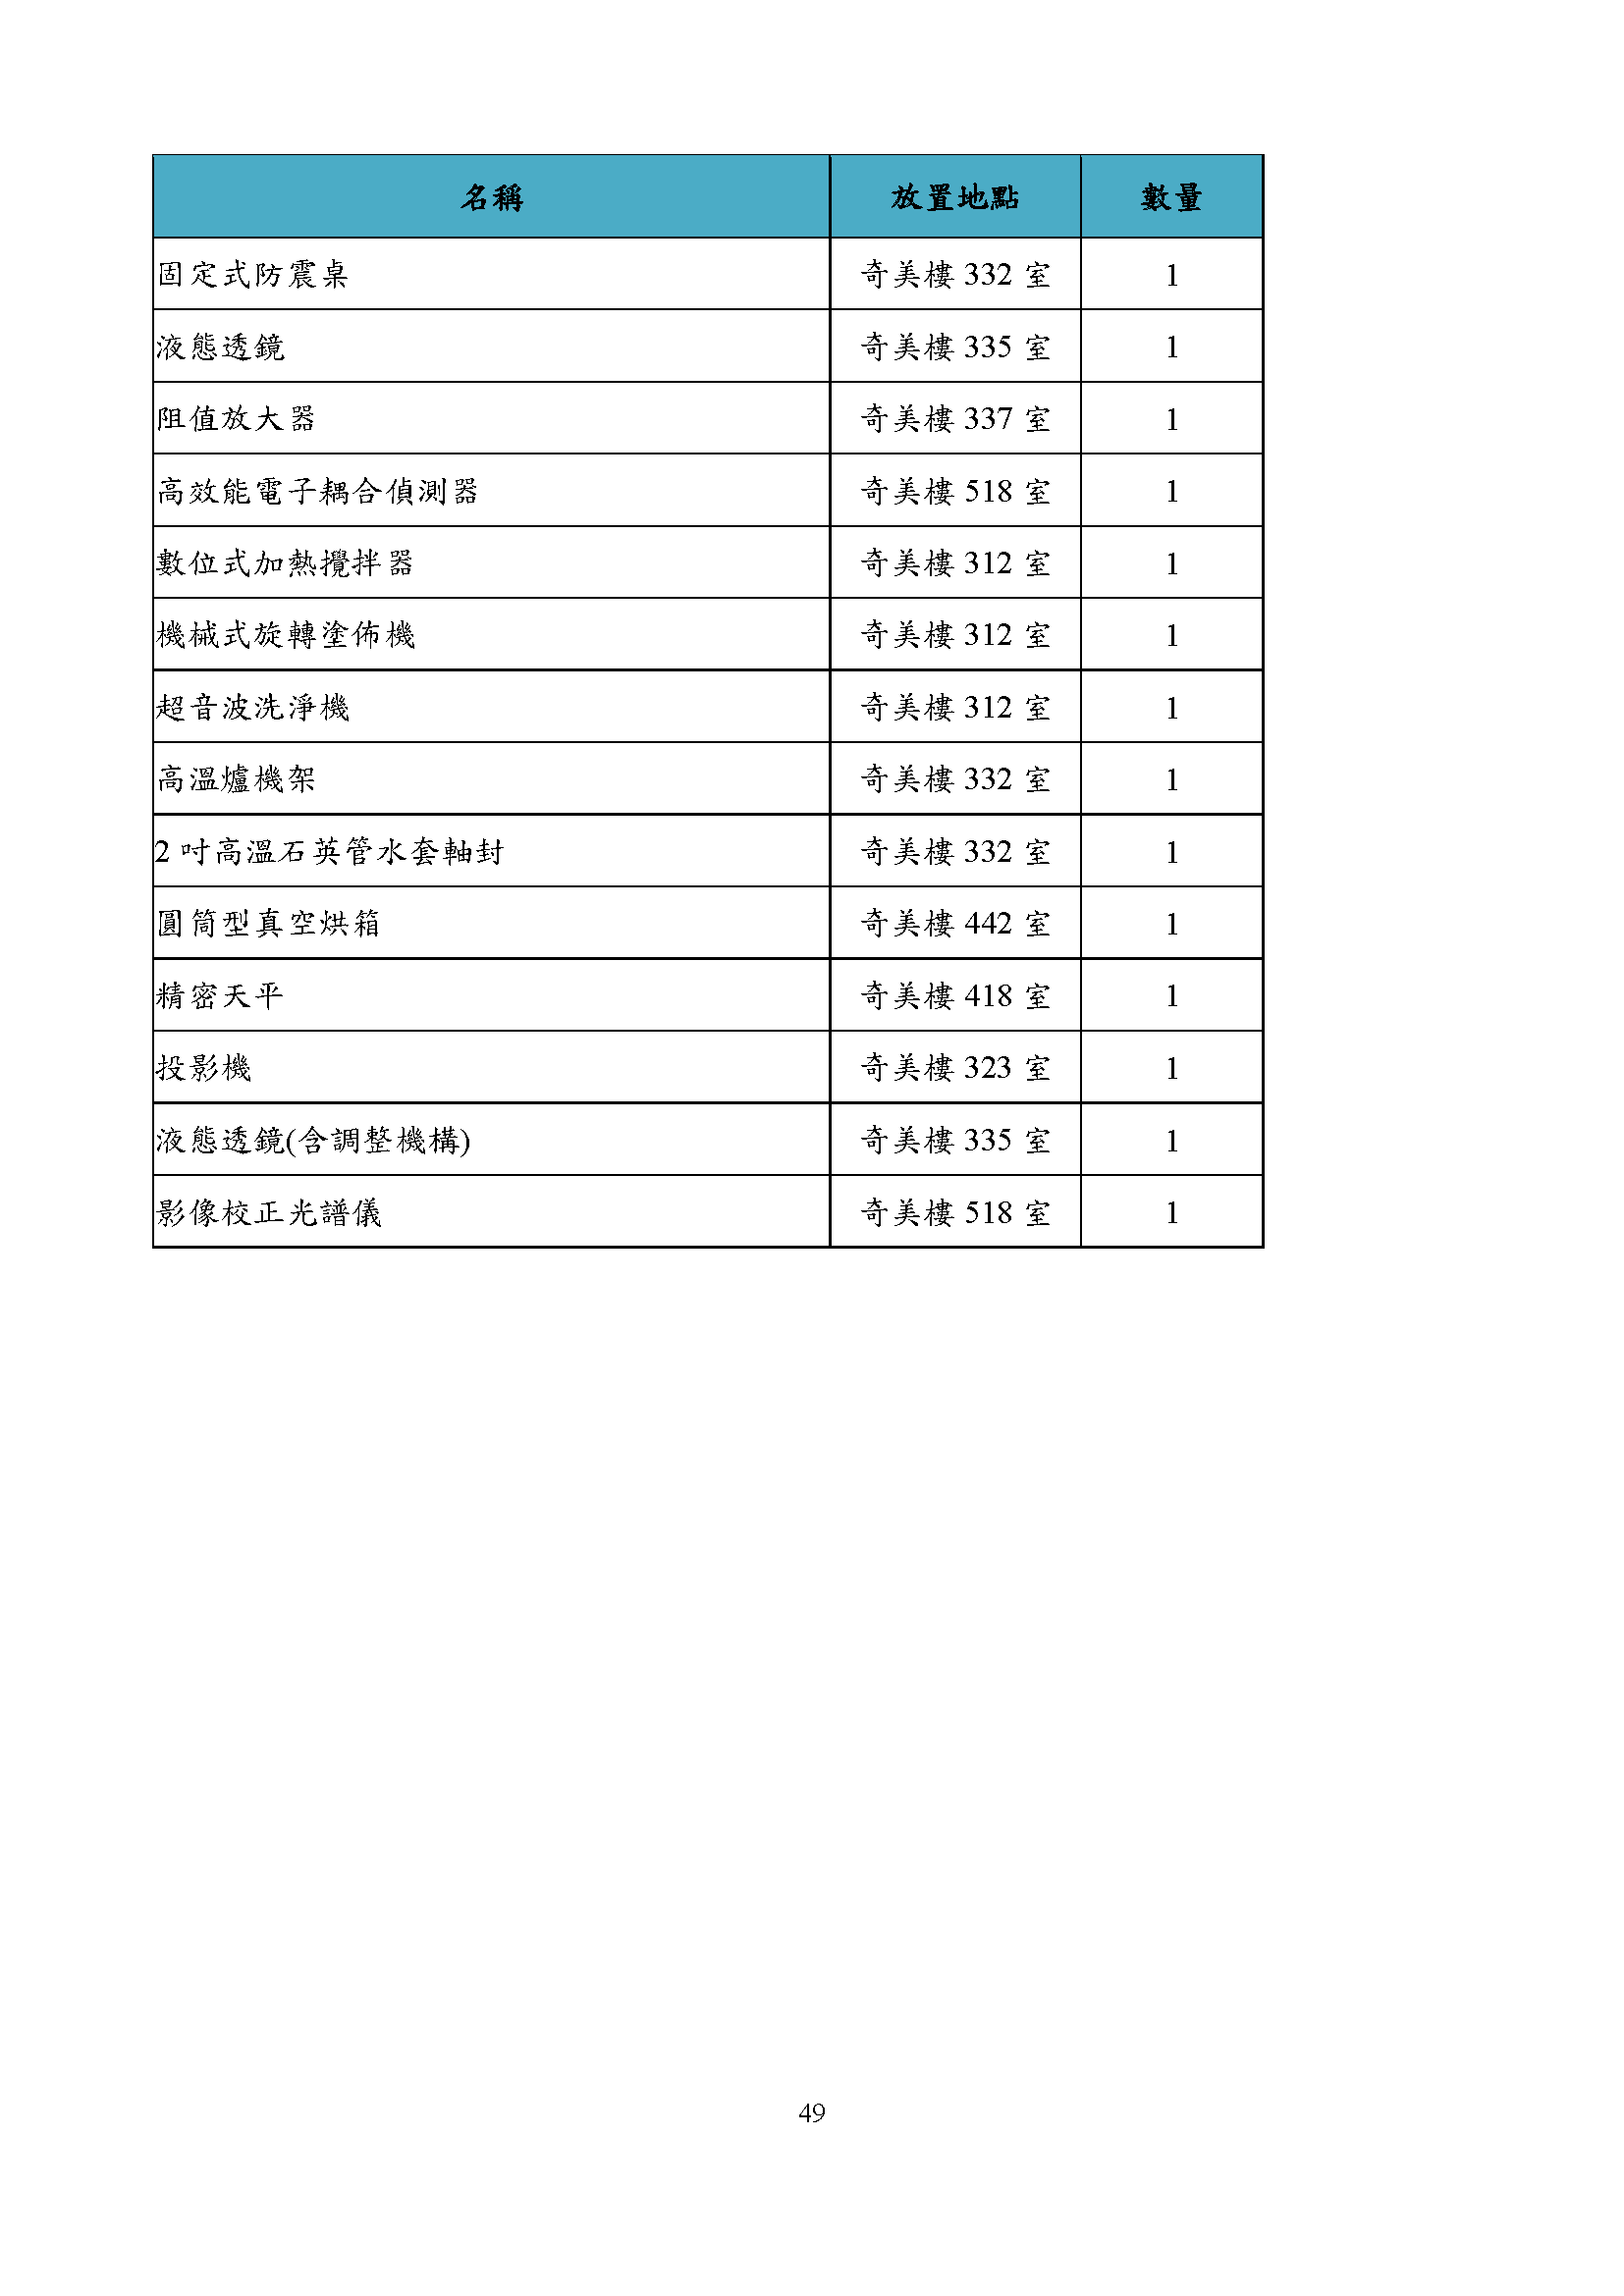 名稱 放置地點 數量
固定式防震桌 奇美樓 332 室 1
液態透鏡 奇美樓 335 室 1
阻值放大器 奇美樓 337 室 1
高效能電子耦合偵測器 奇美樓 518 室 1
數位式加熱攪拌器 奇美樓 312 室 1
機械式旋轉塗佈機 奇美樓 312 室 1
超音波洗淨機 奇美樓 312 室 1
高溫爐機架 奇美樓 332 室 1
2 吋高溫石英管水套軸封 奇美樓 332 室 1
圓筒型真空烘箱 奇美樓 442 室 1
精密天平 奇美樓 418 室 1
投影機 奇美樓 323 室 1
液態透鏡(含調整機構) 奇美樓 335 室 1
影像校正光譜儀 奇美樓 518 室 1
49